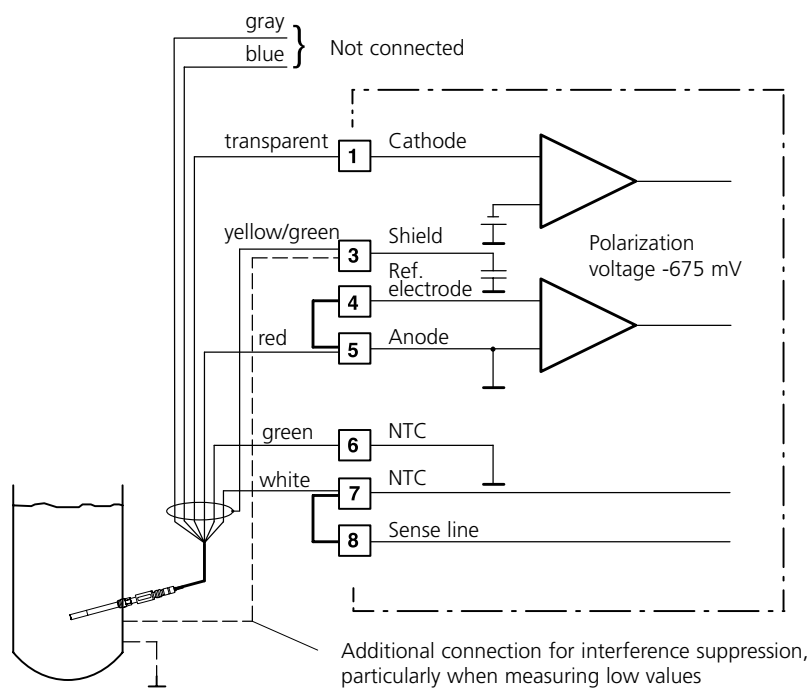 gray
blue
Not connected
transparent
1
Cathode
yellow/green
3
Shield
Polarization
voltage -675 mV
Ref.
electrode
4
red
5
Anode
green
6
NTC
white
7
NTC
8
Sense line
Additional connection for interference suppression,
particularly when measuring low values